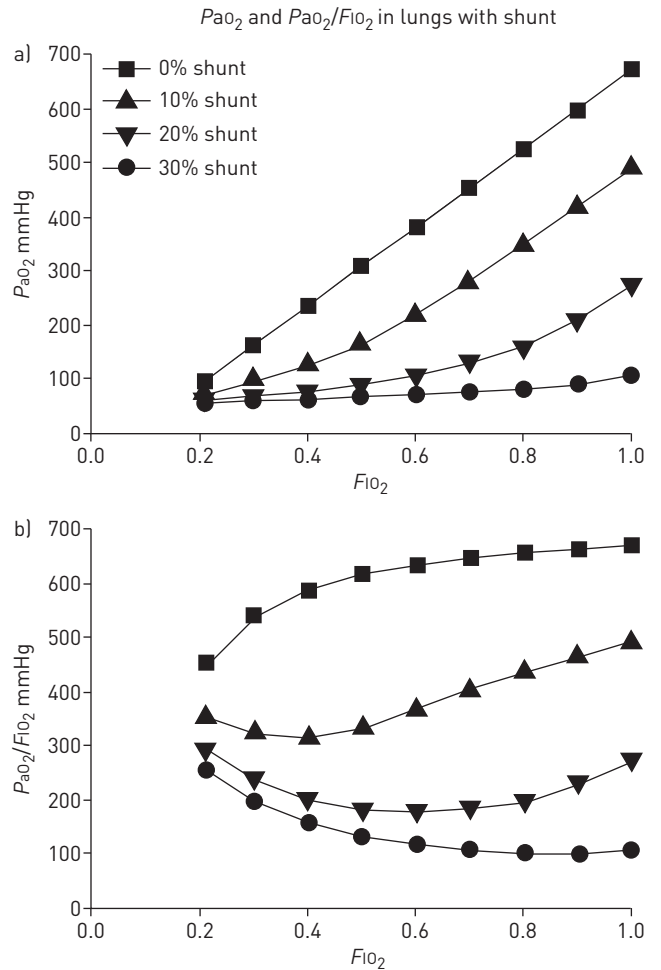 PaO2 and PaO2/FIO2 in lungs with shunt
a)
700
600
500
400
300
200
100
0
PaO2 mmHg
0% shunt
10% shunt
20% shunt
30% shunt
0.0 0.2 0.4 0.6 0.8 1.0
FIO2
b)
700
600
500
400
300
200
100
0
PaO2/FIO2 mmHg
0.0 0.2 0.4 0.6 0.8 1.0
FIO2